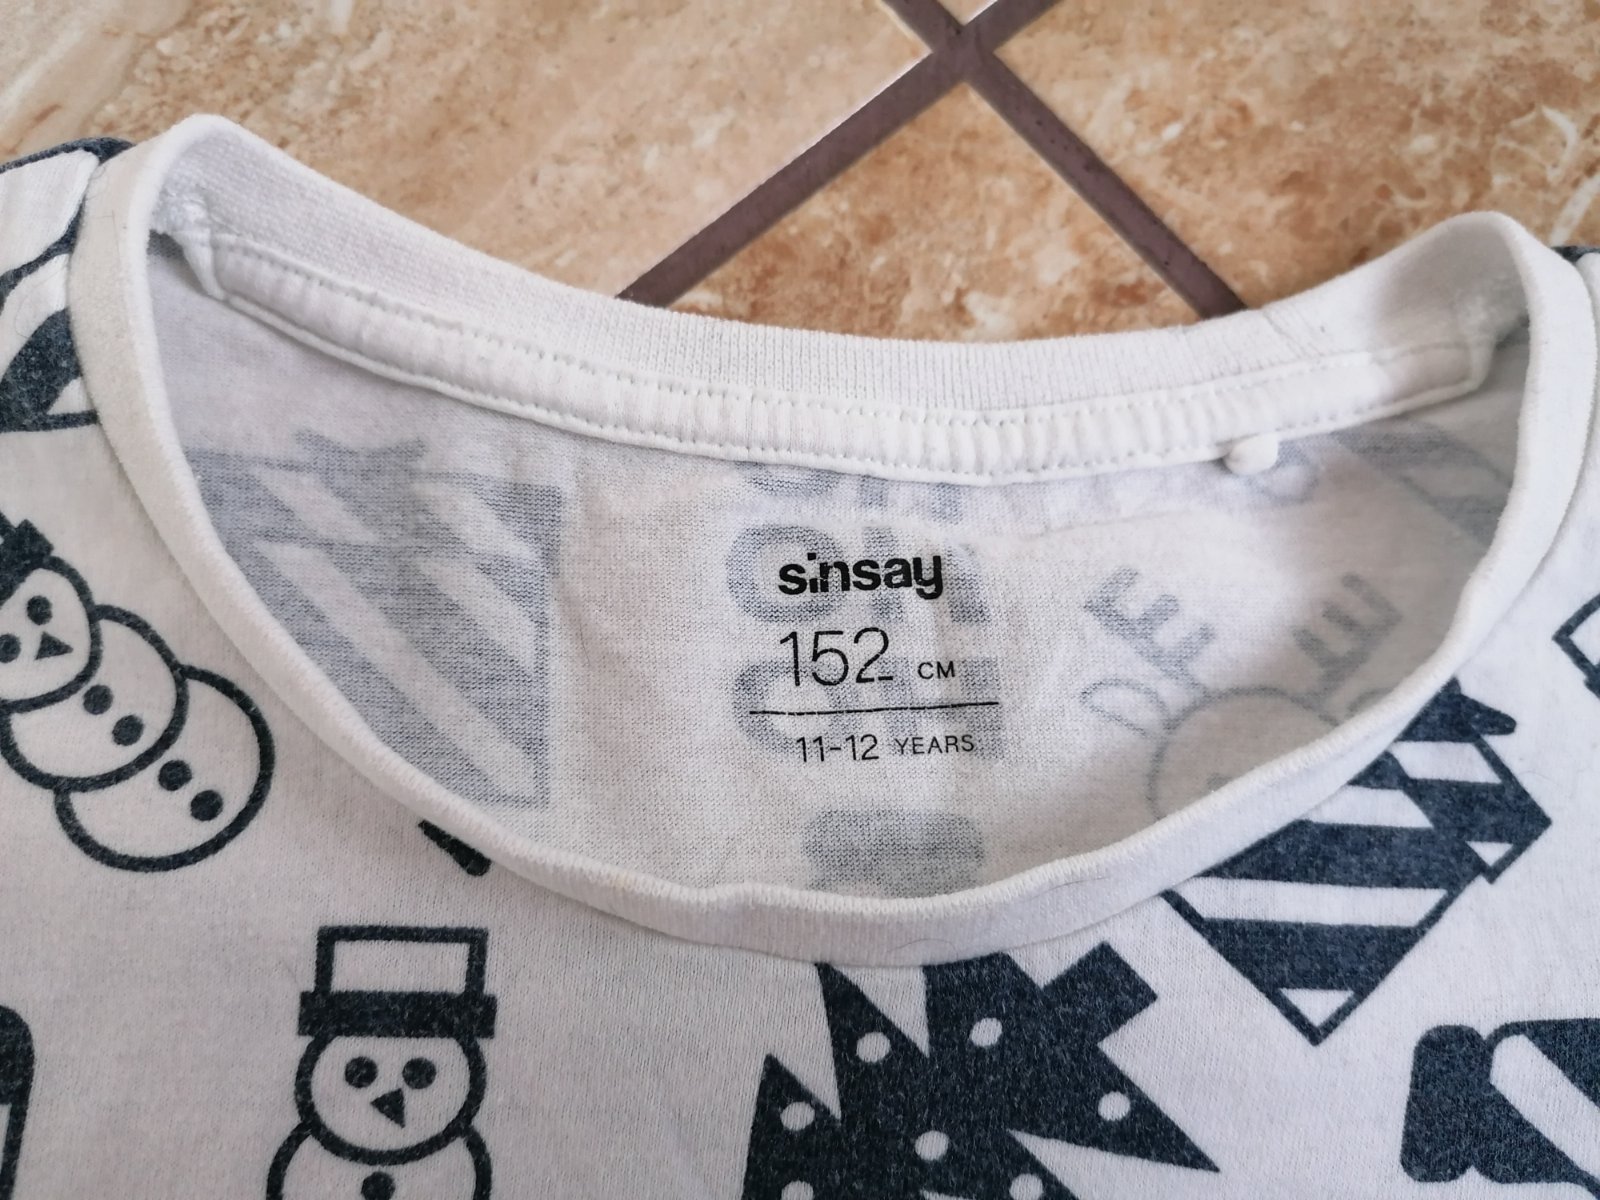 sinsay
152 CM
11-12 YEARS